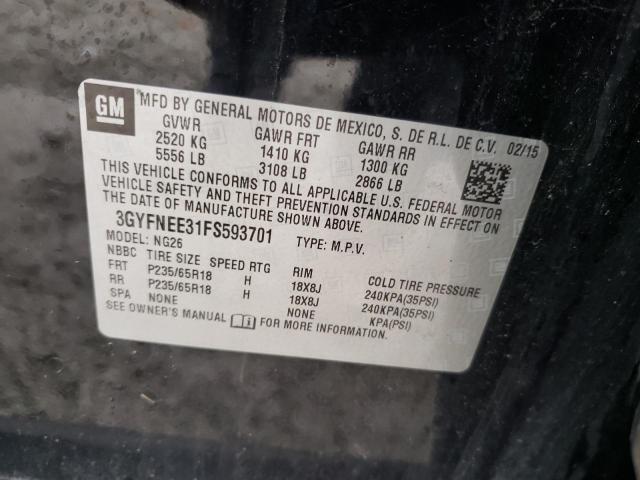 GM
MFD BY GENERAL MOTORS DE MEXICO, S. DE R.L. DE C.V. 02/15
GVWR GAWR FRT GAWR RR
2520 KG 1410 KG 1300 KG
5556 LB 3108 LB 2866 LB
THIS VEHICLE CONFORMS TO ALL APPLICABLE U.S. FEDERAL MOTOR
VEHICLE SAFETY AND THEFT PREVENTION STANDARDS IN EFFECT ON
THE DATE OF MANUFACTURE SHOWN ABOVE.
3GYFNEE31FS593701 TYPE: M.P.V.
MODEL: NG26
NBBC TIRE SIZE SPEED RTG RIM COLD TIRE PRESSURE
FRT P235/65R18 H 18X8J 240KPA(35PSI)
RR P235/65R18 H 18X8J 240KPA(35PSI)
SPA NONE NONE KPA(PSI)
SEE OWNER'S MANUAL FOR MORE INFORMATION.